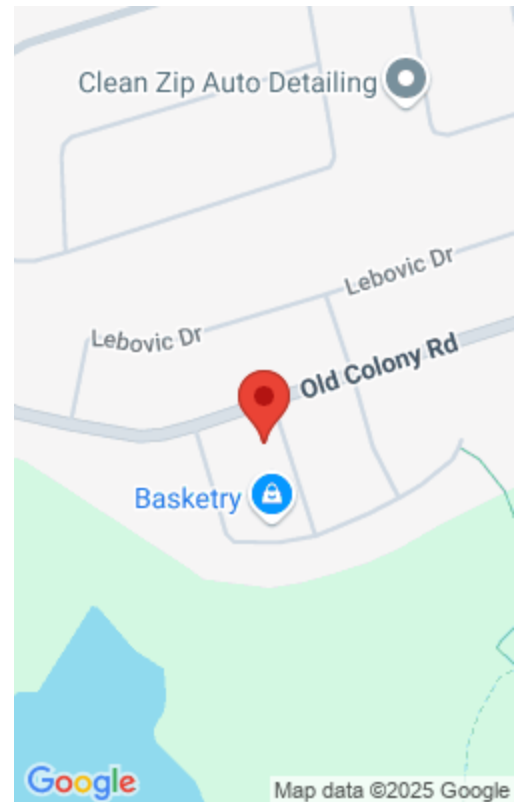 Clean Zip Auto Detailing
Lebovic Dr
Lebovic Dr
Old Colony Rd
Basketry
Google
Map data ©2025 Google